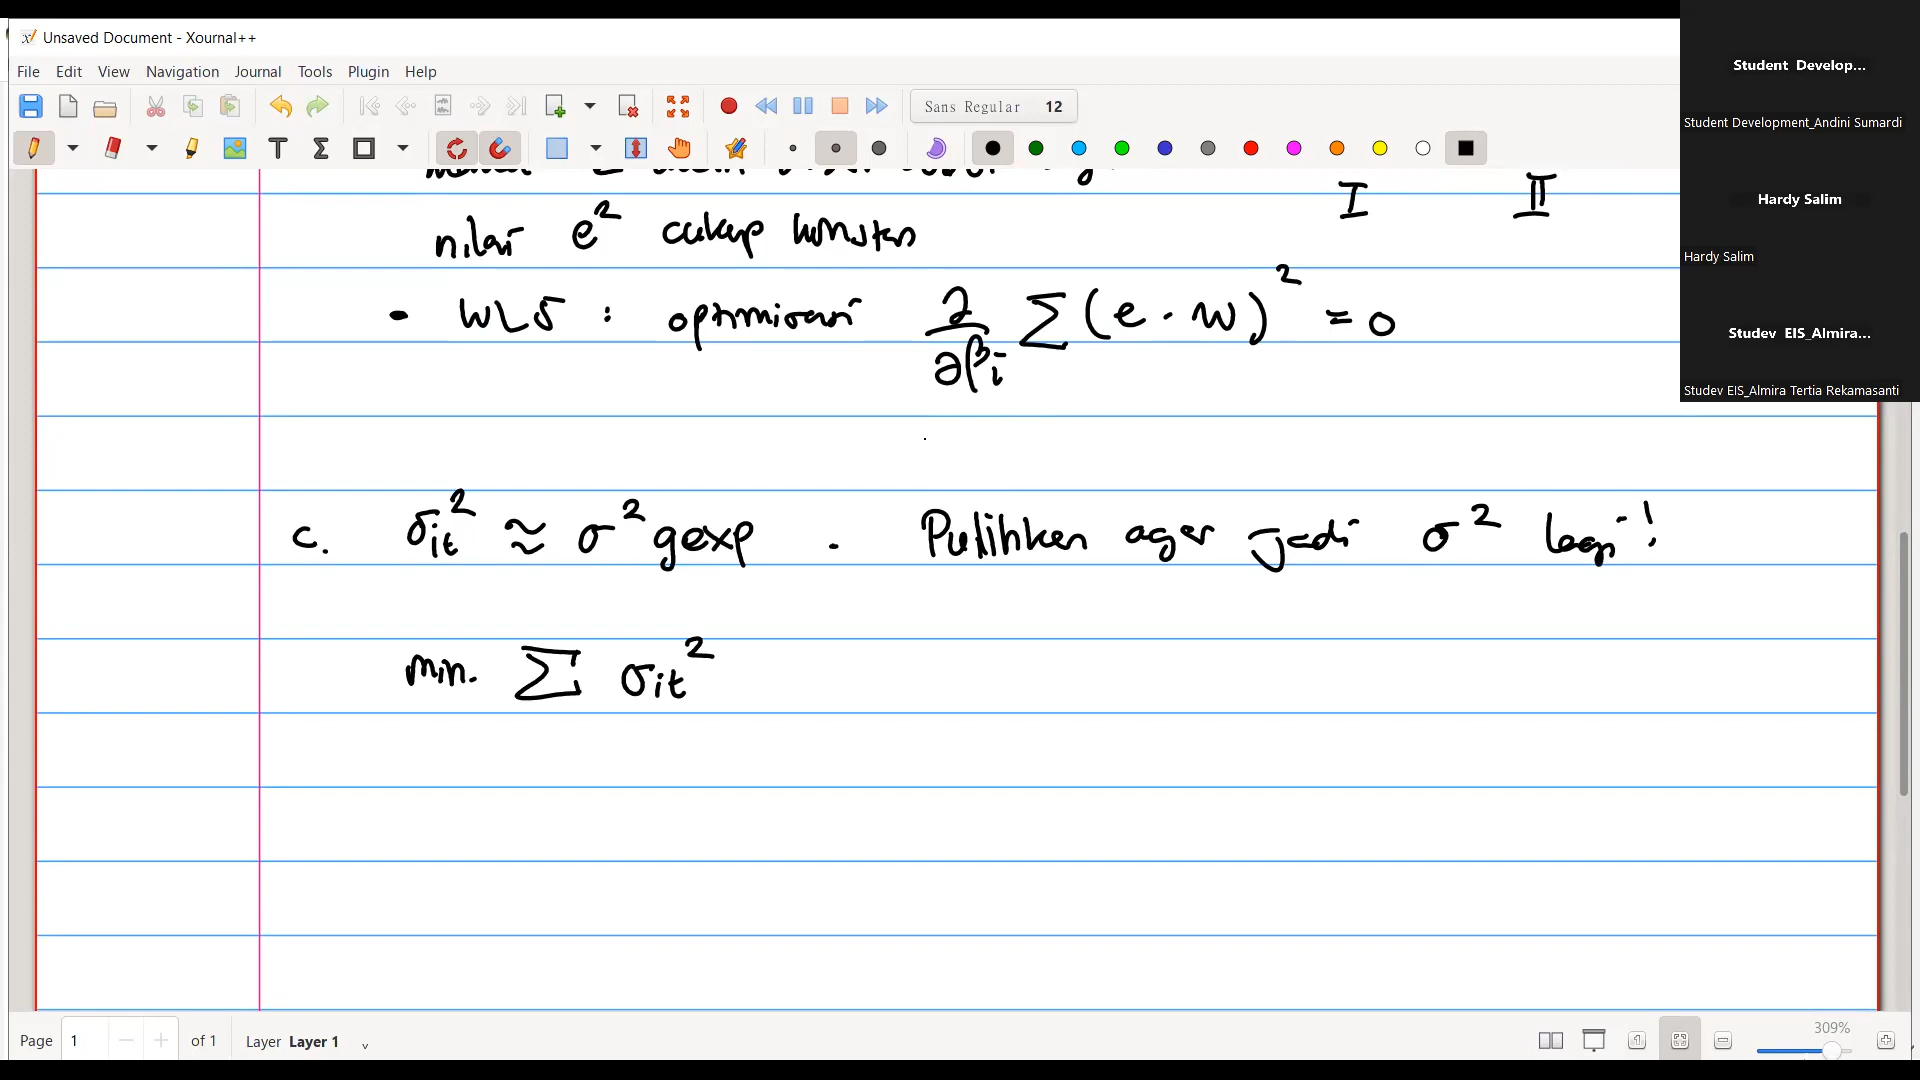 Unsaved Document - Xournal++
File Edit View Navigation Journal Tools Plugin Help
Sans Regular 12
I II
nilai e² cukup konstan
• WLS : optimisasi ∂/∂βi Σ(e · w)² = 0
c. σit² ≈ σ² gexp . Pulihkan agar jadi σ² lagi !
min. Σ σit²
Page 1 of 1 Layer Layer 1
309%
Student Develop...
Student Development_Andini Sumardi
Hardy Salim
Hardy Salim
Studev EIS_Almira...
Studev EIS_Almira Tertia Rekamasanti